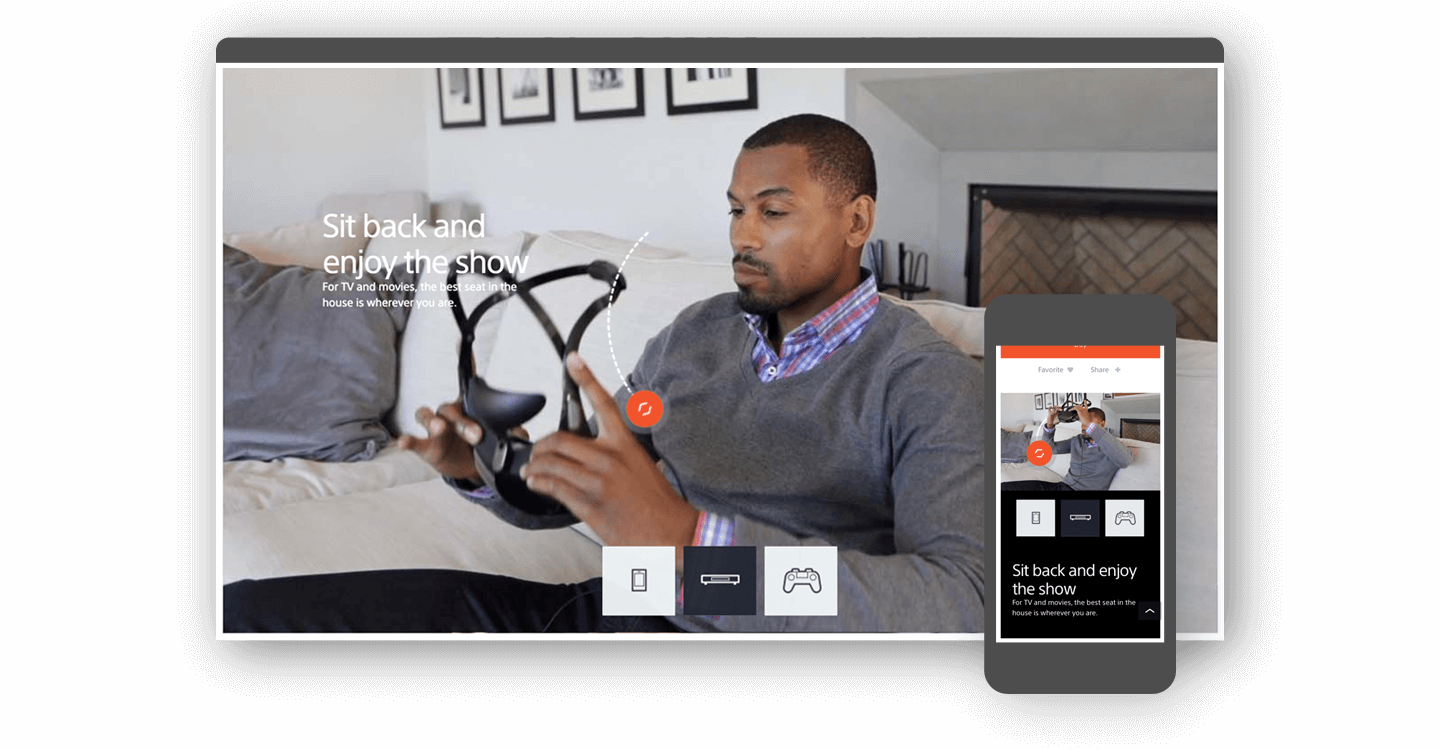 Sit back and
enjoy the show
For TV and movies, the best seat in the
house is wherever you are.
Favorite
Share
Sit back and enjoy
the show
For TV and movies, the best seat in the
house is wherever you are.